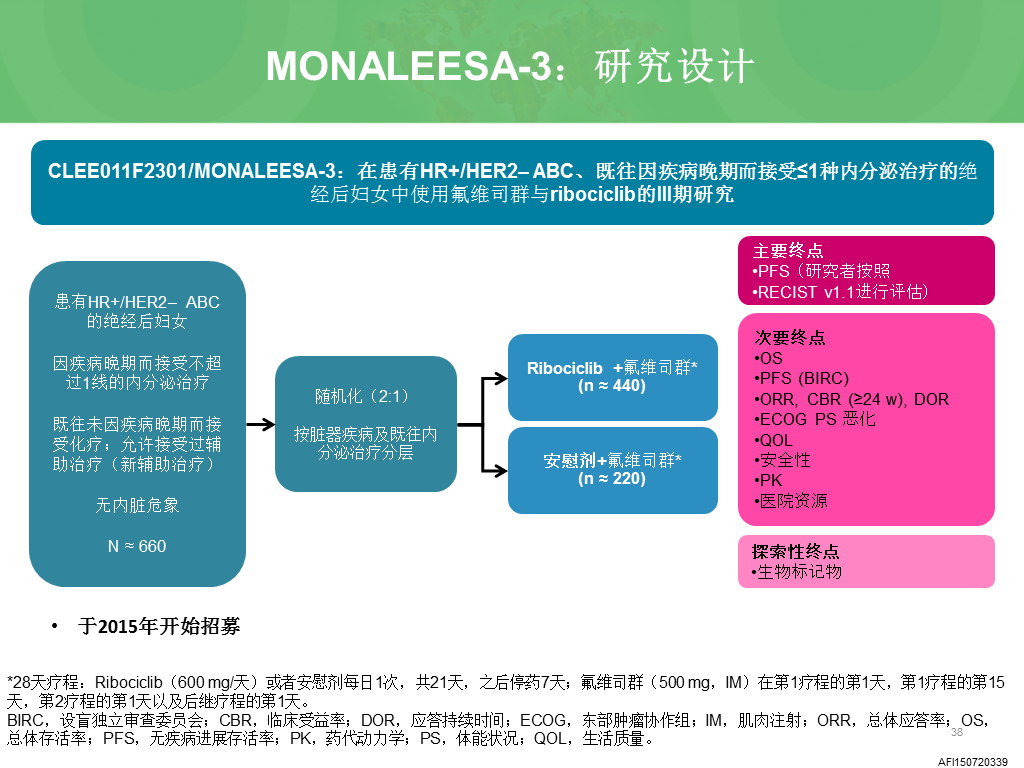 MONALEESA-3：研究设计
CLEE011F2301/MONALEESA-3：在患有HR+/HER2– ABC、既往因疾病晚期而接受≤1种内分泌治疗的绝
经后妇女中使用氟维司群与ribociclib的III期研究
患有HR+/HER2– ABC
的绝经后妇女
因疾病晚期而接受不超
过1线的内分泌治疗
既往未因疾病晚期而接
受化疗；允许接受过辅
助治疗（新辅助治疗）
无内脏危象
N ≈ 660
随机化（2:1）
按脏器疾病及既往内
分泌治疗分层
Ribociclib +氟维司群*
(n ≈ 440)
安慰剂+氟维司群*
(n ≈ 220)
主要终点
•PFS（研究者按照
•RECIST v1.1进行评估）
次要终点
•OS
•PFS (BIRC)
•ORR, CBR (≥24 w), DOR
•ECOG PS 恶化
•QOL
•安全性
•PK
•医院资源
探索性终点
•生物标记物
• 于2015年开始招募
*28天疗程：Ribociclib（600 mg/天）或者安慰剂每日1次，共21天，之后停药7天；氟维司群（500 mg，IM）在第1疗程的第1天，第1疗程的第15
天，第2疗程的第1天以及后继疗程的第1天。
BIRC，设盲独立审查委员会；CBR，临床受益率；DOR，应答持续时间；ECOG，东部肿瘤协作组；IM，肌肉注射；ORR，总体应答率；OS，
总体存活率；PFS，无疾病进展存活率；PK，药代动力学；PS，体能状况；QOL，生活质量。
38
AFI150720339